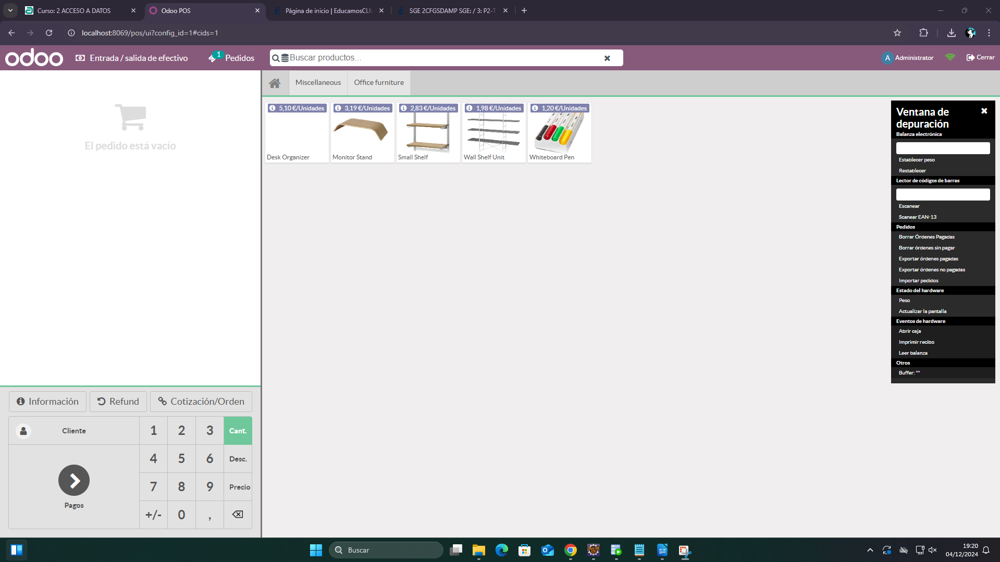 Curso: 2 ACCESO A DATOS
Odoo POS
Página de inicio | EducamosCLM
SGE 2CFGSDAMP SGE: / 3: P2-T
localhost:8069/pos/ui?config_id=1#cids=1
odoo
Entrada / salida de efectivo
1
Pedidos
Buscar productos...
A
Administrator
Cerrar
Miscellaneous
Office furniture
El pedido está vacío
5,10 €/Unidades
Desk Organizer
3,19 €/Unidades
Monitor Stand
2,83 €/Unidades
Small Shelf
1,98 €/Unidades
Wall Shelf Unit
1,20 €/Unidades
Whiteboard Pen
Ventana de
depuración
Balanza electrónica
Establecer peso
Restablecer
Lector de códigos de barras
Escanear
Scanear EAN-13
Pedidos
Borrar Órdenes Pagadas
Borrar órdenes sin pagar
Exportar órdenes pagadas
Exportar órdenes no pagadas
Importar pedidos
Estado del hardware
Peso
Actualizar la pantalla
Eventos de hardware
Abrir caja
Imprimir recibo
Leer balanza
Otros
Buffer: ""
Información
Refund
Cotización/Orden
Cliente
Pagos
1 2 3 Cant.
4 5 6 Desc.
7 8 9 Precio
+/- 0 ,
Buscar
19:20
04/12/2024